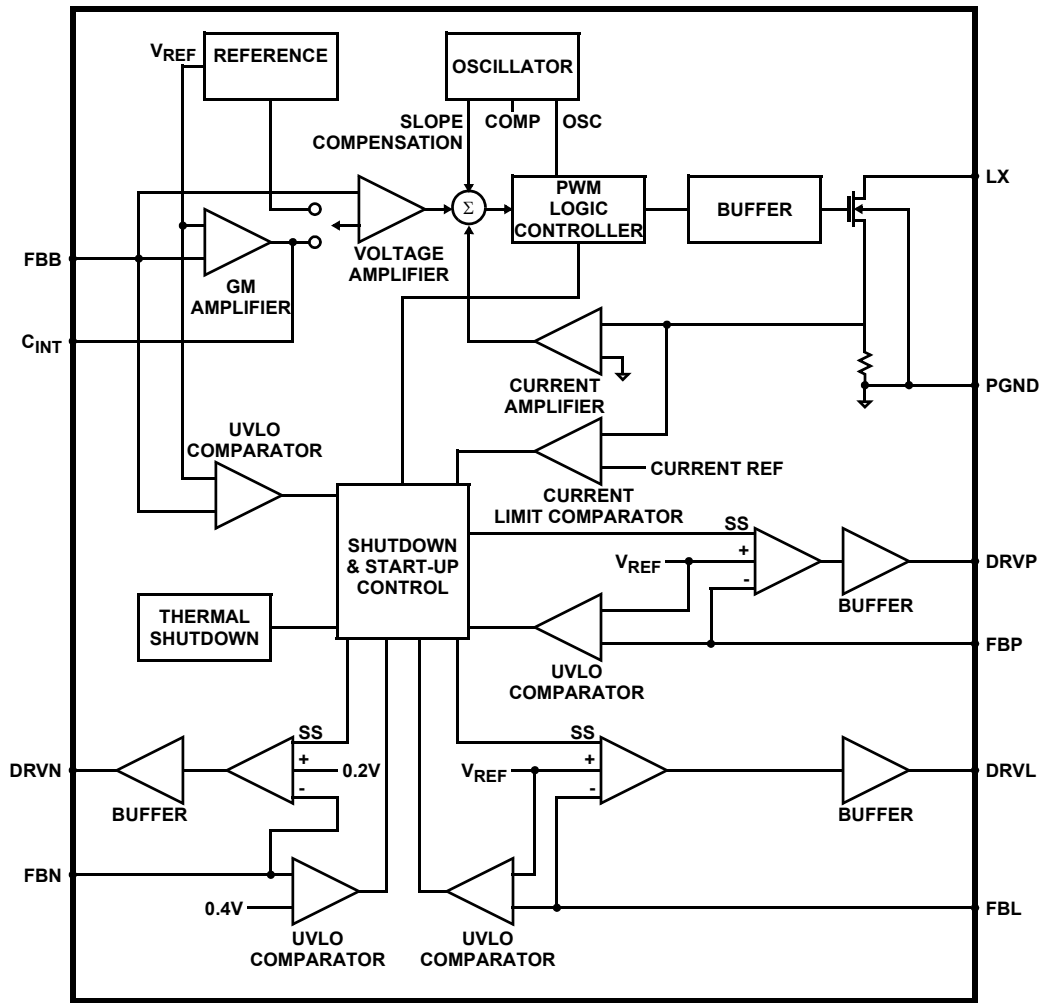 VREF
REFERENCE
OSCILLATOR
SLOPE
COMPENSATION
COMP
OSC
LX
PWM
LOGIC
CONTROLLER
BUFFER
Σ
VOLTAGE
AMPLIFIER
FBB
GM
AMPLIFIER
CINT
CURRENT
AMPLIFIER
PGND
UVLO
COMPARATOR
CURRENT REF
CURRENT
LIMIT COMPARATOR
SHUTDOWN
& START-UP
CONTROL
SS
+
-
VREF
BUFFER
DRVP
THERMAL
SHUTDOWN
UVLO
COMPARATOR
FBP
SS
+
-
0.2V
DRVN
BUFFER
SS
+
-
VREF
BUFFER
DRVL
FBN
0.4V
UVLO
COMPARATOR
UVLO
COMPARATOR
FBL